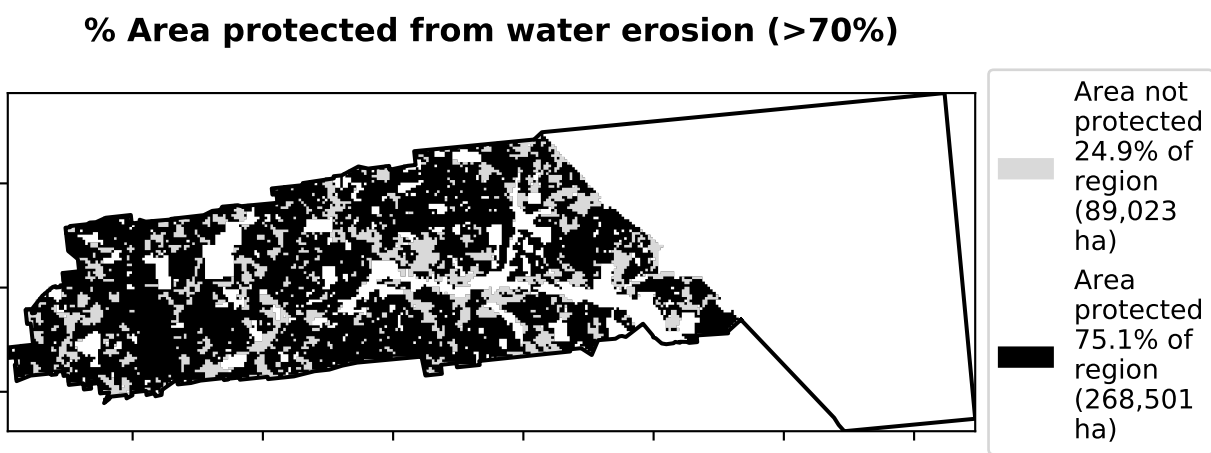 % Area protected from water erosion (>70%)
Area not
protected
24.9% of
region
(89,023
ha)
Area
protected
75.1% of
region
(268,501
ha)